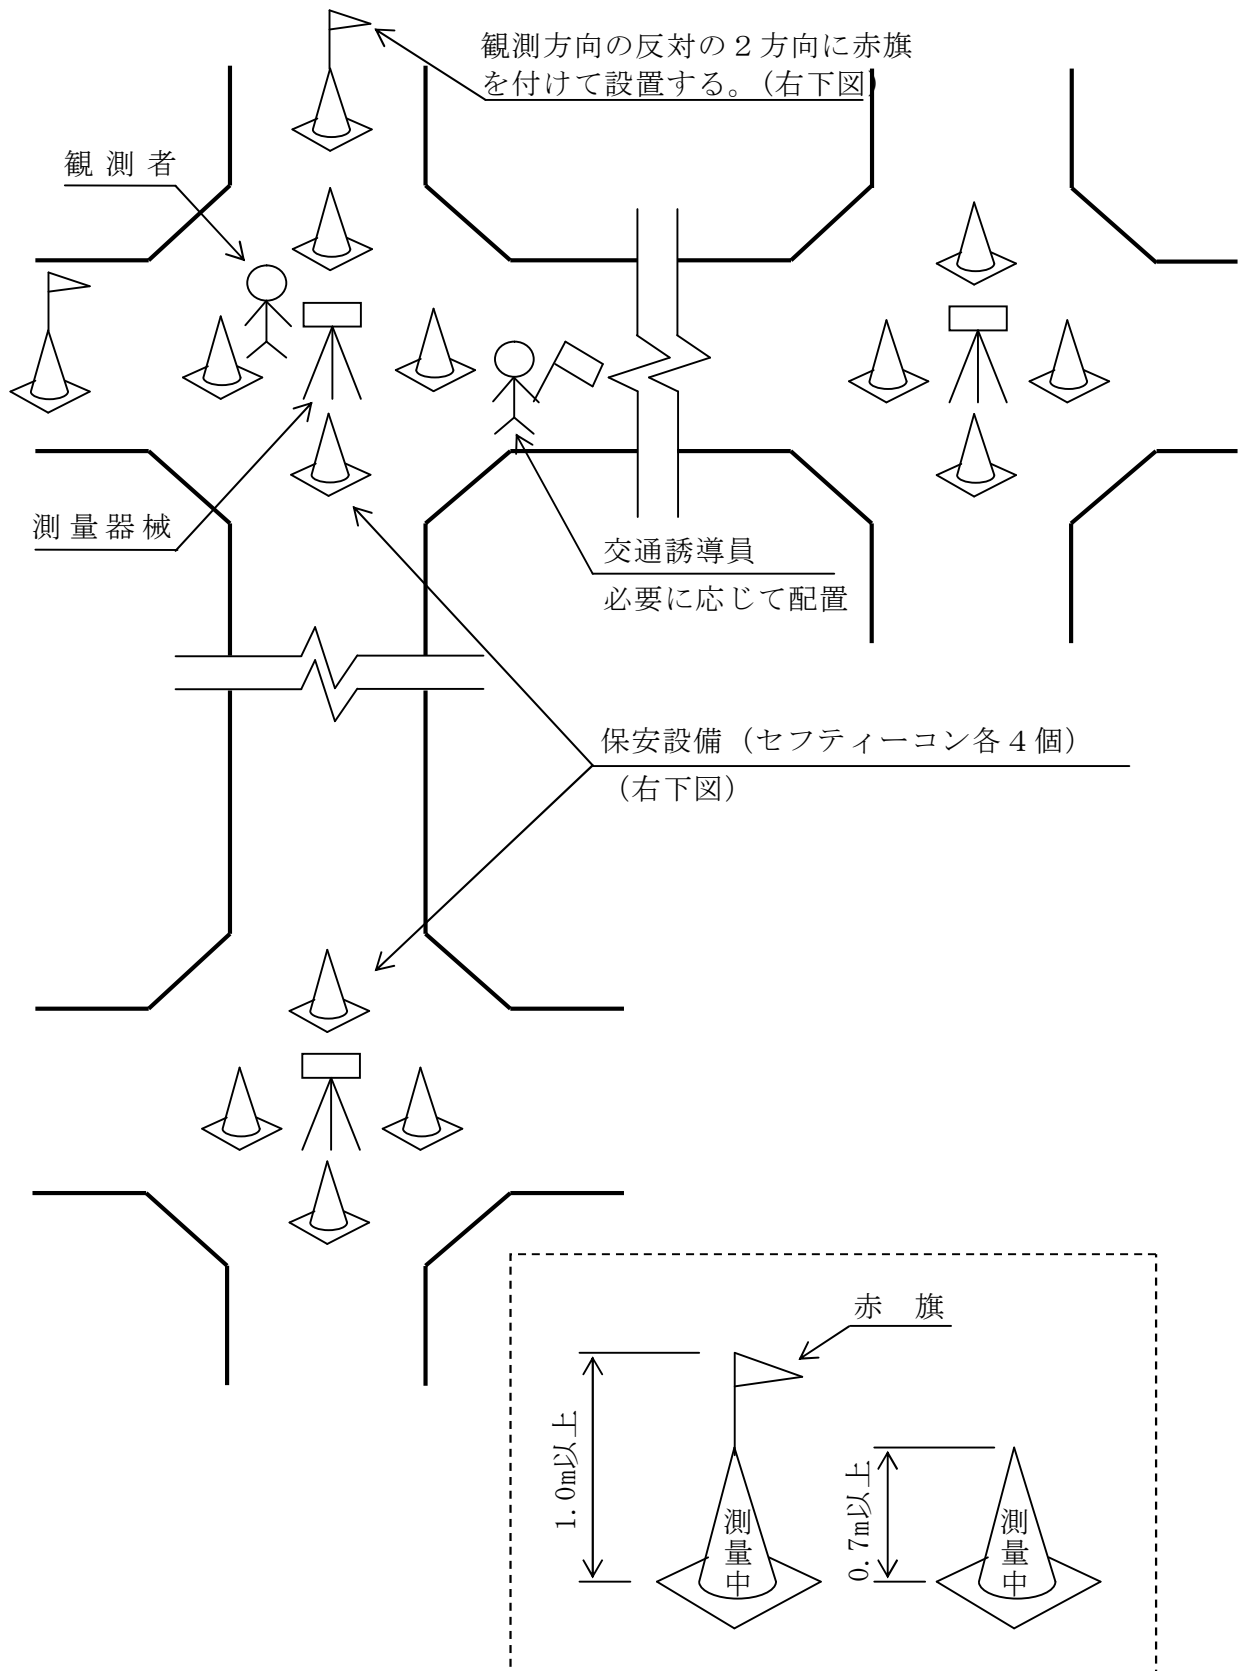 観測方向の反対の２方向に赤旗
を付けて設置する。（右下図）
観測者
測量器械
交通誘導員
必要に応じて配置
保安設備（セフティーコン各４個）
（右下図）
赤　旗
1.0m以上
0.7m以上
測量中
測量中